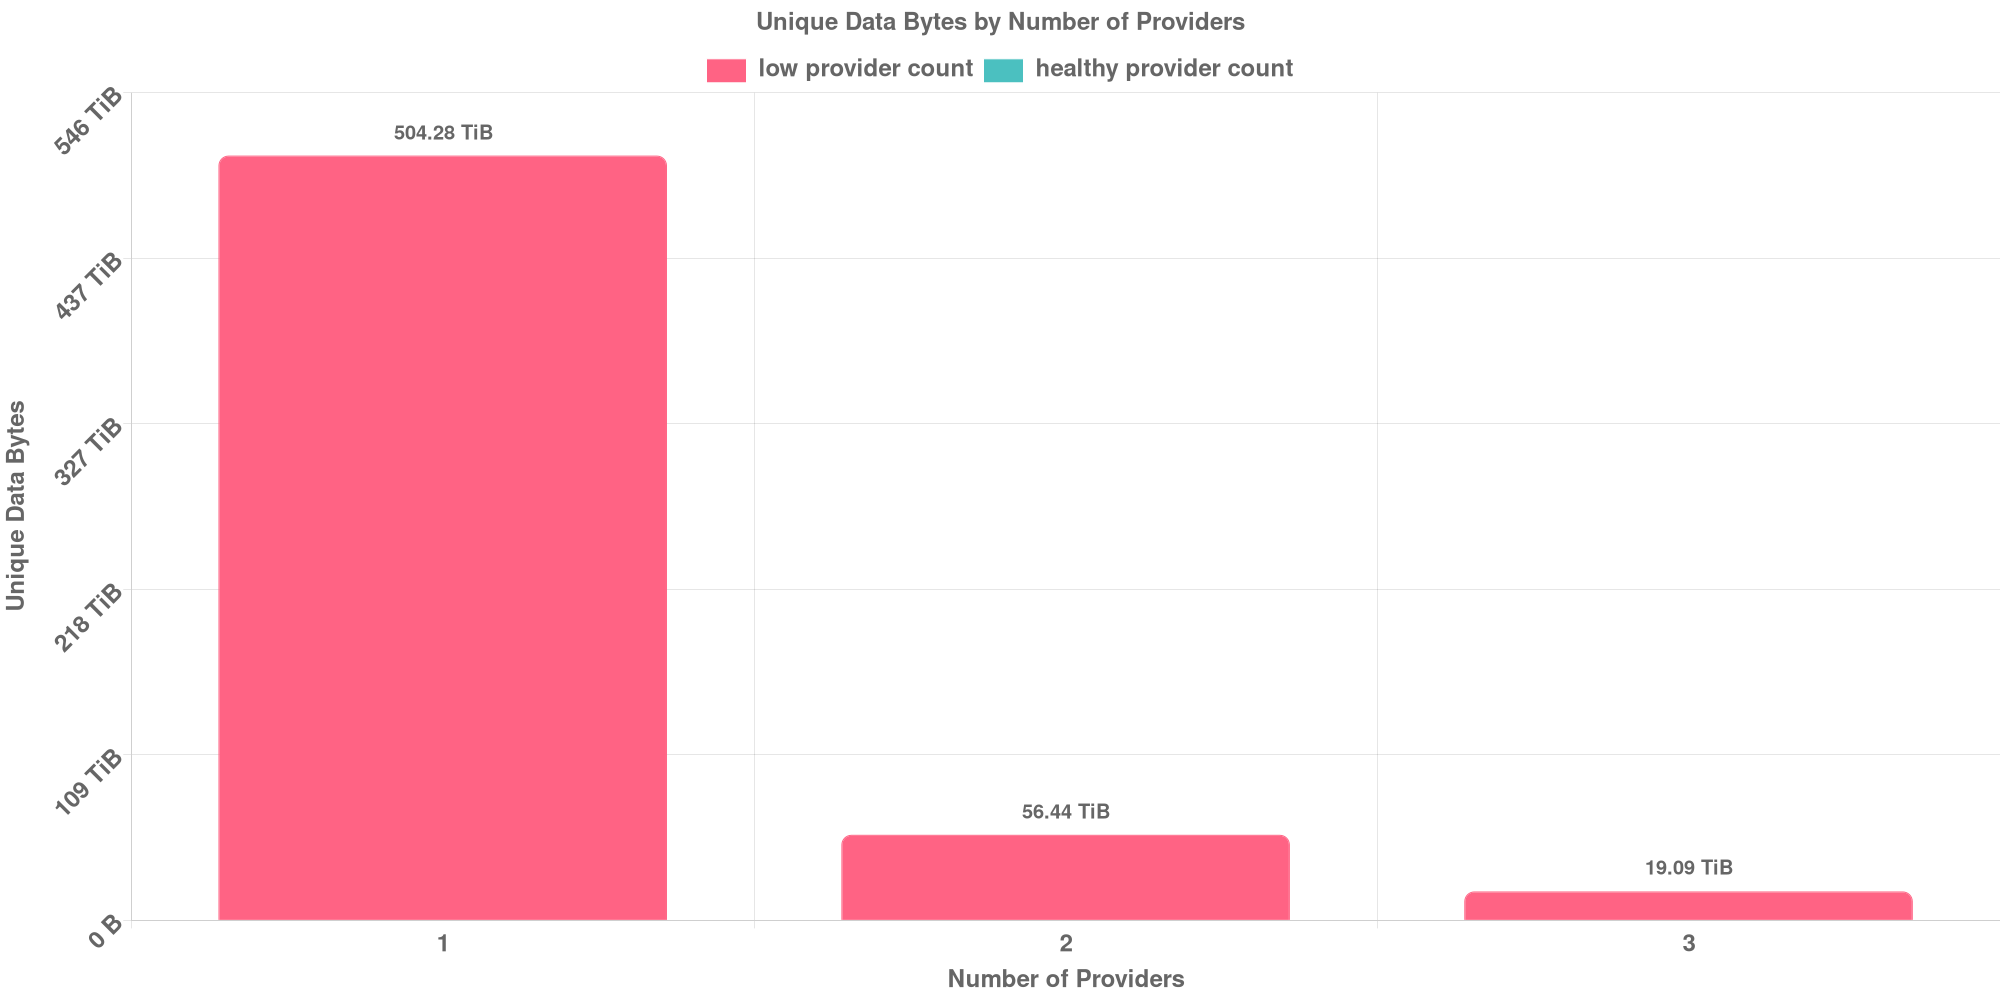 Unique Data Bytes by Number of Providers
low provider count healthy provider count
546 TiB
504.28 TiB
437 TiB
327 TiB
218 TiB
109 TiB
56.44 TiB
19.09 TiB
0 B
Unique Data Bytes
1 2 3
Number of Providers